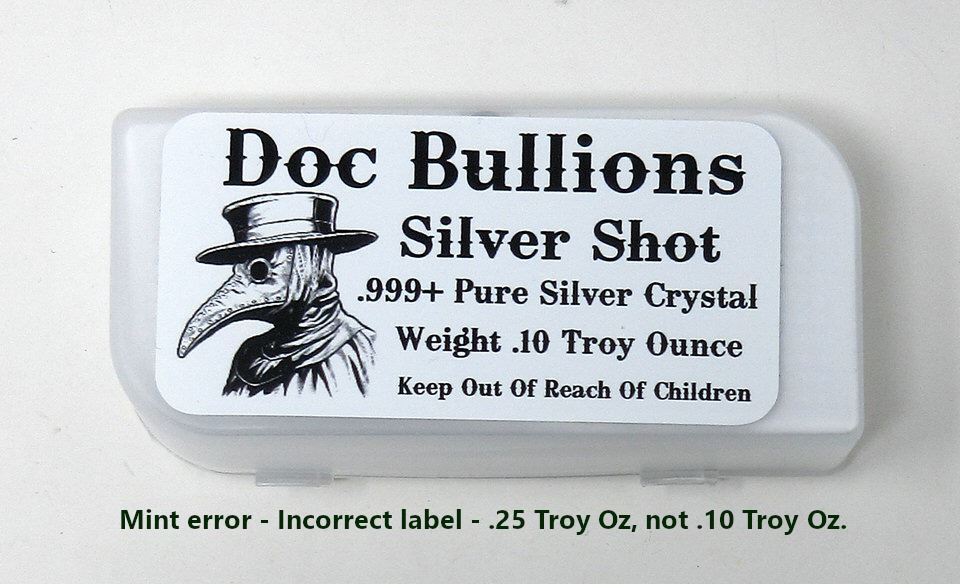 Doc Bullions
Silver Shot
.999+ Pure Silver Crystal
Weight .10 Troy Ounce
Keep Out Of Reach Of Children
Mint error - Incorrect label - .25 Troy Oz, not .10 Troy Oz.